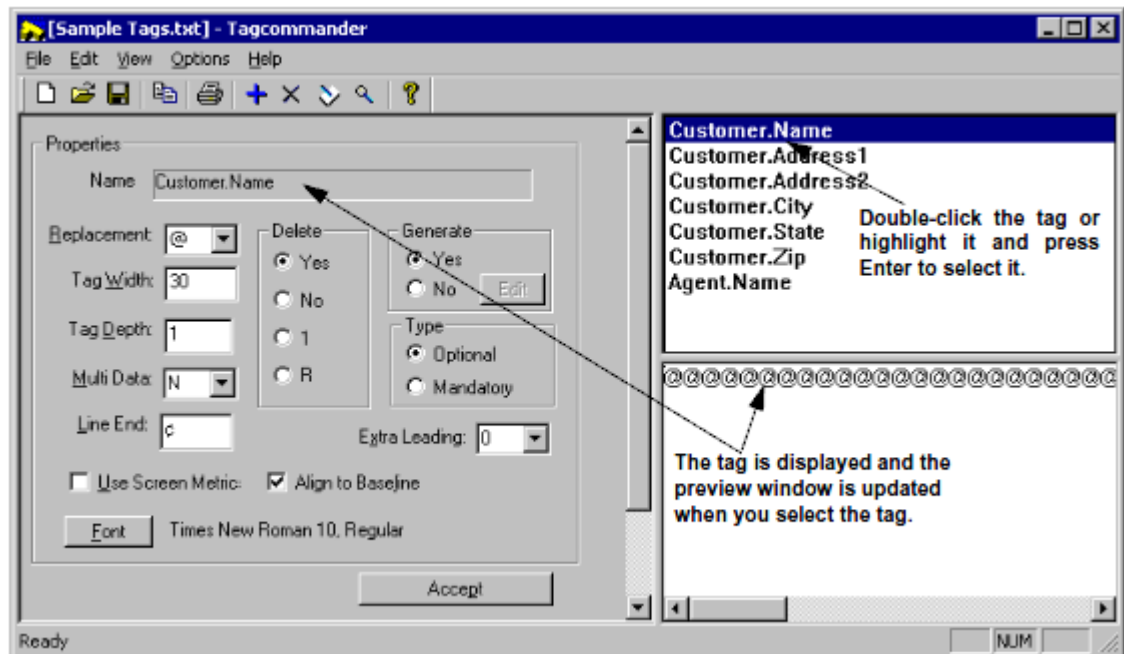 [Sample Tags.txt] - Tagcommander
File Edit View Options Help
Properties
Name Customer.Name
Replacement: @
Tag Width: 30
Tag Depth: 1
Multi Data: N
Line End: ¢
Delete
Yes
No
1
R
Generate
Yes
No Edit
Type
Optional
Mandatory
Extra Leading: 0
Use Screen Metric:
Align to Baseline
Font Times New Roman 10, Regular
Accept
Customer.Name
Customer.Address1
Customer.Address2
Customer.City
Customer.State
Customer.Zip
Agent.Name
Double-click the tag or
highlight it and press
Enter to select it.
@@@@@@@@@@@@@@@@@@@@@@@@
The tag is displayed and the
preview window is updated
when you select the tag.
Ready
NUM